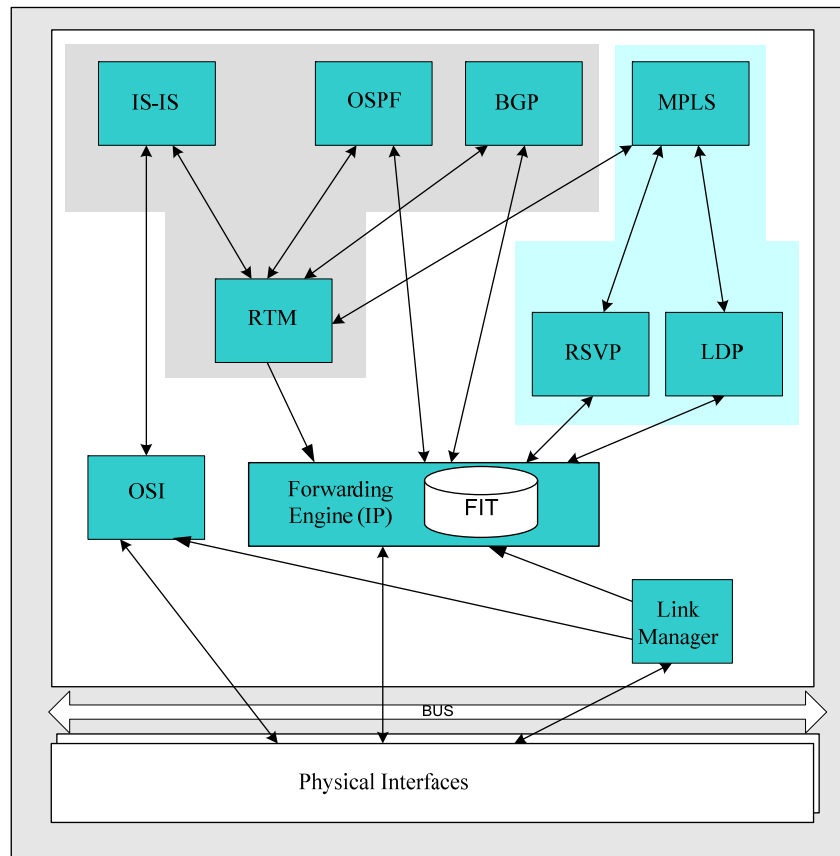 IS-IS
OSPF
BGP
MPLS
RTM
RSVP
LDP
OSI
Forwarding
Engine (IP)
FIT
Link
Manager
BUS
Physical Interfaces